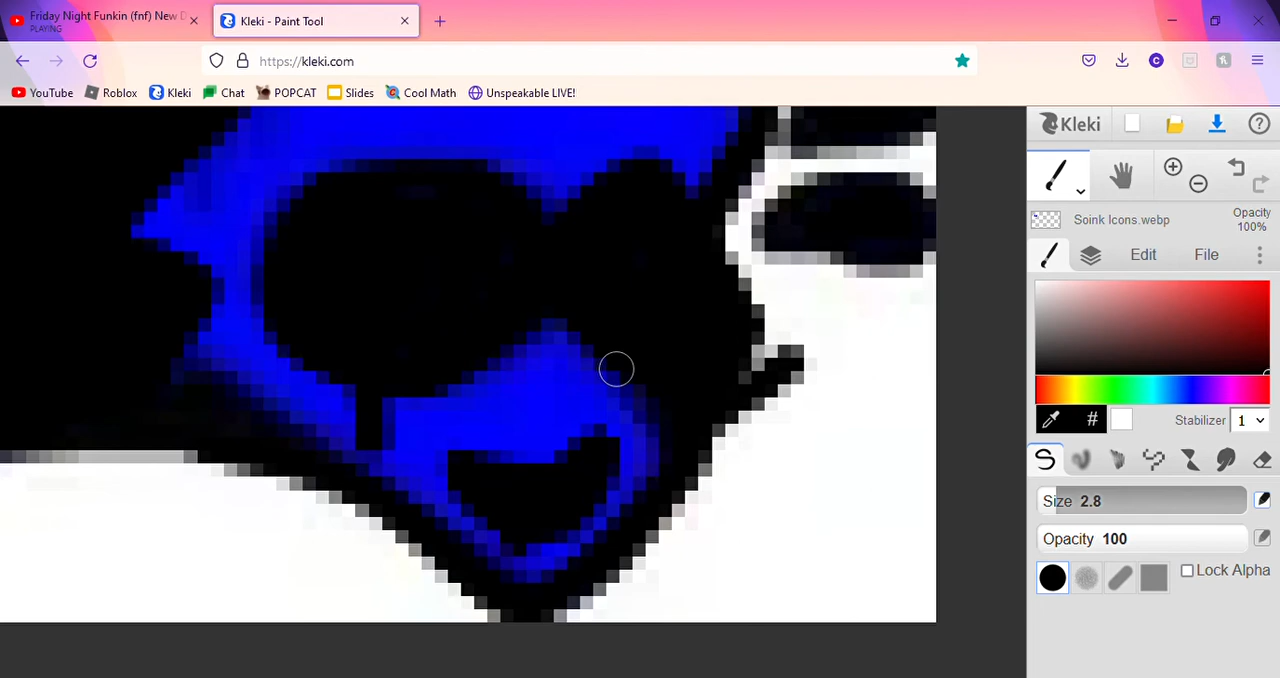 Friday Night Funkin (fnf) New D
PLAYING
Kleki - Paint Tool
https://kleki.com
YouTube Roblox Kleki Chat POPCAT Slides Cool Math Unspeakable LIVE!
Kleki
Soink Icons.webp
Opacity
100%
Edit File
# Stabilizer 1
Size 2.8
Opacity 100
Lock Alpha